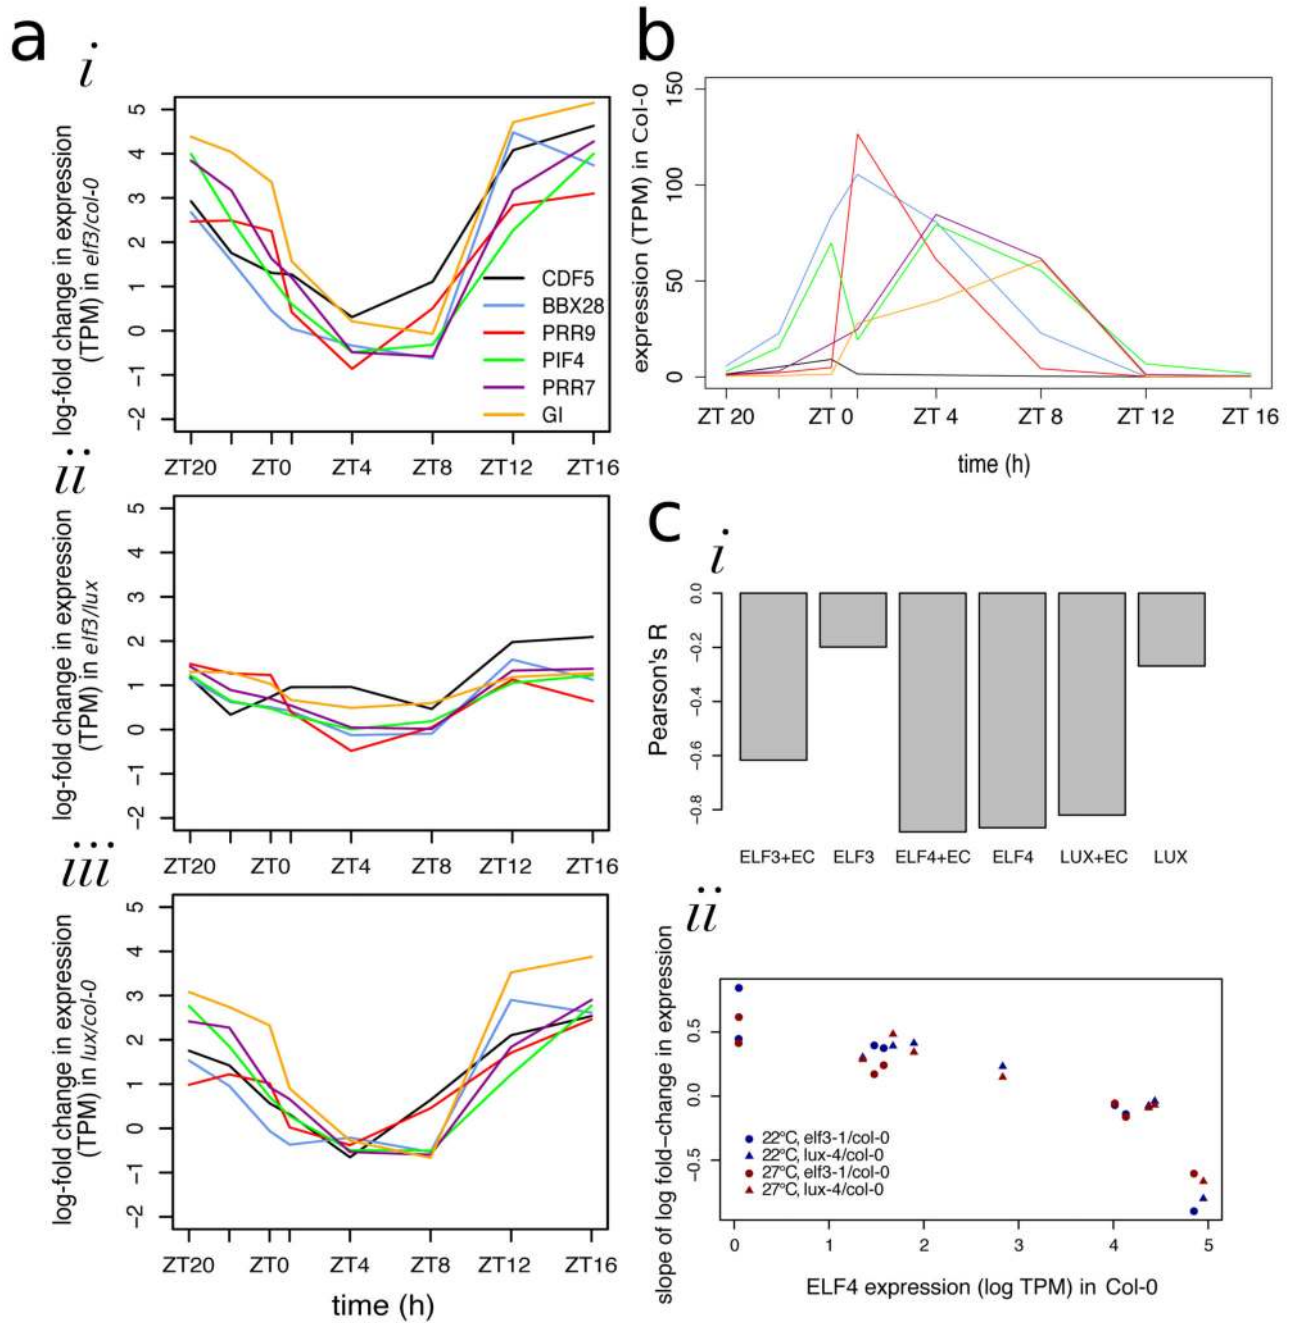 a
i
log-fold change in expression
(TPM) in elf3/col-0
5
4
3
2
1
0
−1
−2
CDF5
BBX28
PRR9
PIF4
PRR7
GI
ZT20 ZT0 ZT4 ZT8 ZT12 ZT16
ii
log-fold change in expression
(TPM) in elf3/lux
5
4
3
2
1
0
−1
−2
ZT20 ZT0 ZT4 ZT8 ZT12 ZT16
iii
log-fold change in expression
(TPM) in lux/col-0
5
4
3
2
1
0
−1
−2
ZT20 ZT0 ZT4 ZT8 ZT12 ZT16
time (h)
b
expression (TPM) in Col-0
150
100
50
0
ZT 20 ZT 0 ZT 4 ZT 8 ZT 12 ZT 16
time (h)
c
i
Pearson's R
0.0
−0.2
−0.4
−0.6
−0.8
ELF3+EC ELF3 ELF4+EC ELF4 LUX+EC LUX
ii
slope of log fold−change in expression
0.5
0.0
−0.5
22°C, elf3-1/col-0
22°C, lux-4/col-0
27°C, elf3-1/col-0
27°C, lux-4/col-0
0 1 2 3 4 5
ELF4 expression (log TPM) in Col-0